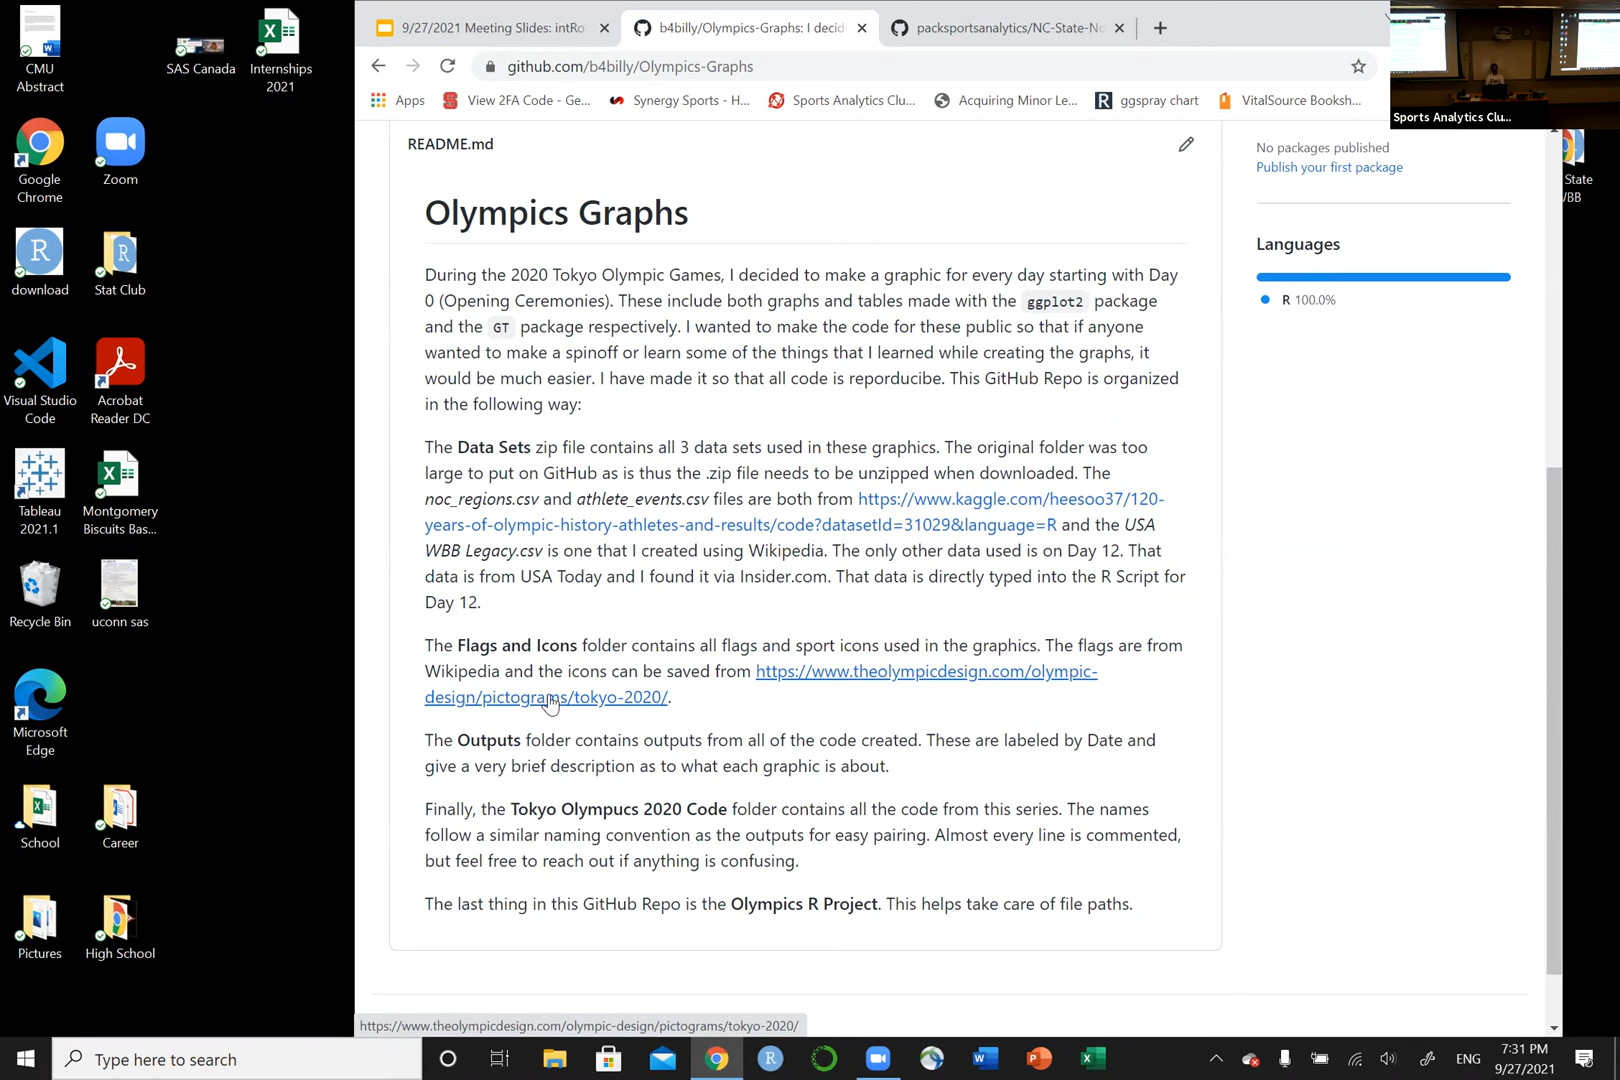 CMU
Abstract
SAS Canada
Internships
2021
Google
Chrome
Zoom
download
Stat Club
Visual Studio
Code
Acrobat
Reader DC
Tableau
2021.1
Montgomery
Biscuits Bas...
Recycle Bin
uconn sas
Microsoft
Edge
School
Career
Pictures
High School
9/27/2021 Meeting Slides: intRo
b4billy/Olympics-Graphs: I decid
packsportsanalytics/NC-State-No
github.com/b4billy/Olympics-Graphs
Apps
View 2FA Code - Ge...
Synergy Sports - H...
Sports Analytics Clu...
Acquiring Minor Le...
ggspray chart
VitalSource Booksh...
Sports Analytics Clu...
State
README.md
No packages published
Publish your first package
Languages
R 100.0%
Olympics Graphs
During the 2020 Tokyo Olympic Games, I decided to make a graphic for every day starting with Day
0 (Opening Ceremonies). These include both graphs and tables made with the ggplot2 package
and the GT package respectively. I wanted to make the code for these public so that if anyone
wanted to make a spinoff or learn some of the things that I learned while creating the graphs, it
would be much easier. I have made it so that all code is reporducibe. This GitHub Repo is organized
in the following way:
The Data Sets zip file contains all 3 data sets used in these graphics. The original folder was too
large to put on GitHub as is thus the .zip file needs to be unzipped when downloaded. The
noc_regions.csv and athlete_events.csv files are both from https://www.kaggle.com/heesoo37/120-
years-of-olympic-history-athletes-and-results/code?datasetId=31029&language=R and the USA
WBB Legacy.csv is one that I created using Wikipedia. The only other data used is on Day 12. That
data is from USA Today and I found it via Insider.com. That data is directly typed into the R Script for
Day 12.
The Flags and Icons folder contains all flags and sport icons used in the graphics. The flags are from
Wikipedia and the icons can be saved from https://www.theolympicdesign.com/olympic-
design/pictograms/tokyo-2020/.
The Outputs folder contains outputs from all of the code created. These are labeled by Date and
give a very brief description as to what each graphic is about.
Finally, the Tokyo Olympucs 2020 Code folder contains all the code from this series. The names
follow a similar naming convention as the outputs for easy pairing. Almost every line is commented,
but feel free to reach out if anything is confusing.
The last thing in this GitHub Repo is the Olympics R Project. This helps take care of file paths.
https://www.theolympicdesign.com/olympic-design/pictograms/tokyo-2020/
Type here to search
ENG
7:31 PM
9/27/2021